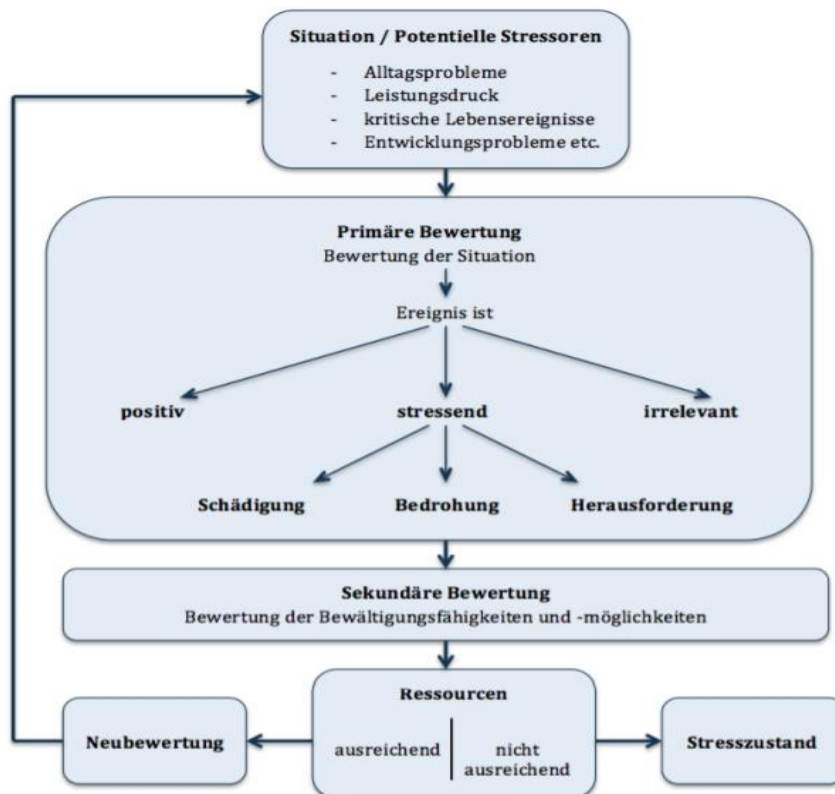 Situation / Potentielle Stressoren
- Alltagsprobleme
- Leistungsdruck
- kritische Lebensereignisse
- Entwicklungsprobleme etc.
Primäre Bewertung
Bewertung der Situation
Ereignis ist
positiv stressend irrelevant
Schädigung Bedrohung Herausforderung
Sekundäre Bewertung
Bewertung der Bewältigungsfähigkeiten und -möglichkeiten
Ressourcen
ausreichend
nicht
ausreichend
Neubewertung
Stresszustand